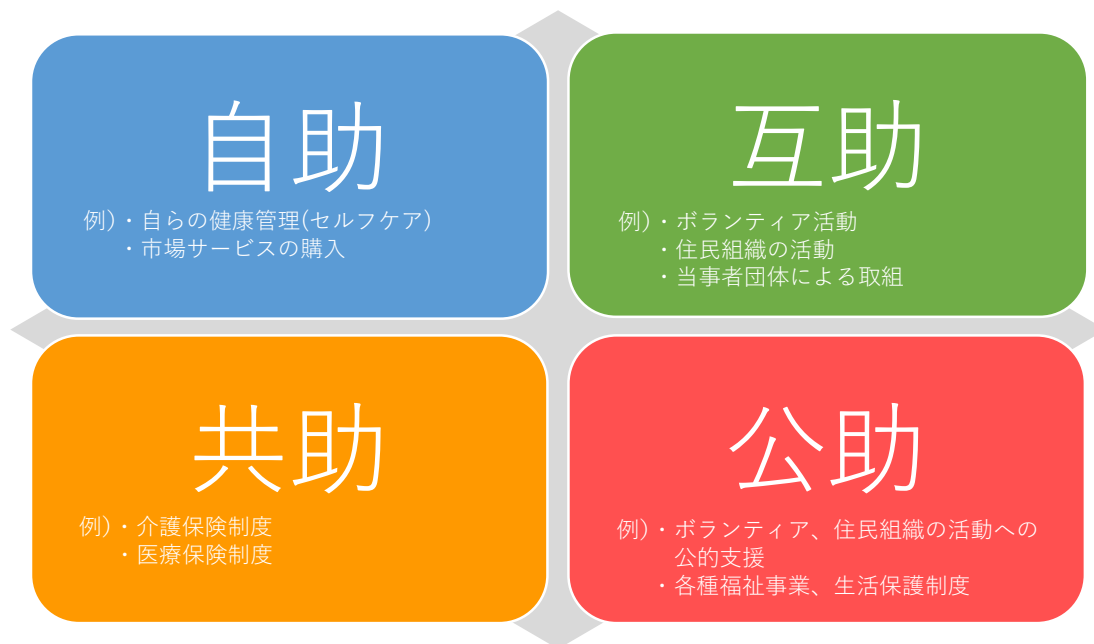 自助
例)・自らの健康管理(セルフケア)
・市場サービスの購入
互助
例)・ボランティア活動
・住民組織の活動
・当事者団体による取組
共助
例)・介護保険制度
・医療保険制度
公助
例)・ボランティア、住民組織の活動への
公的支援
・各種福祉事業、生活保護制度